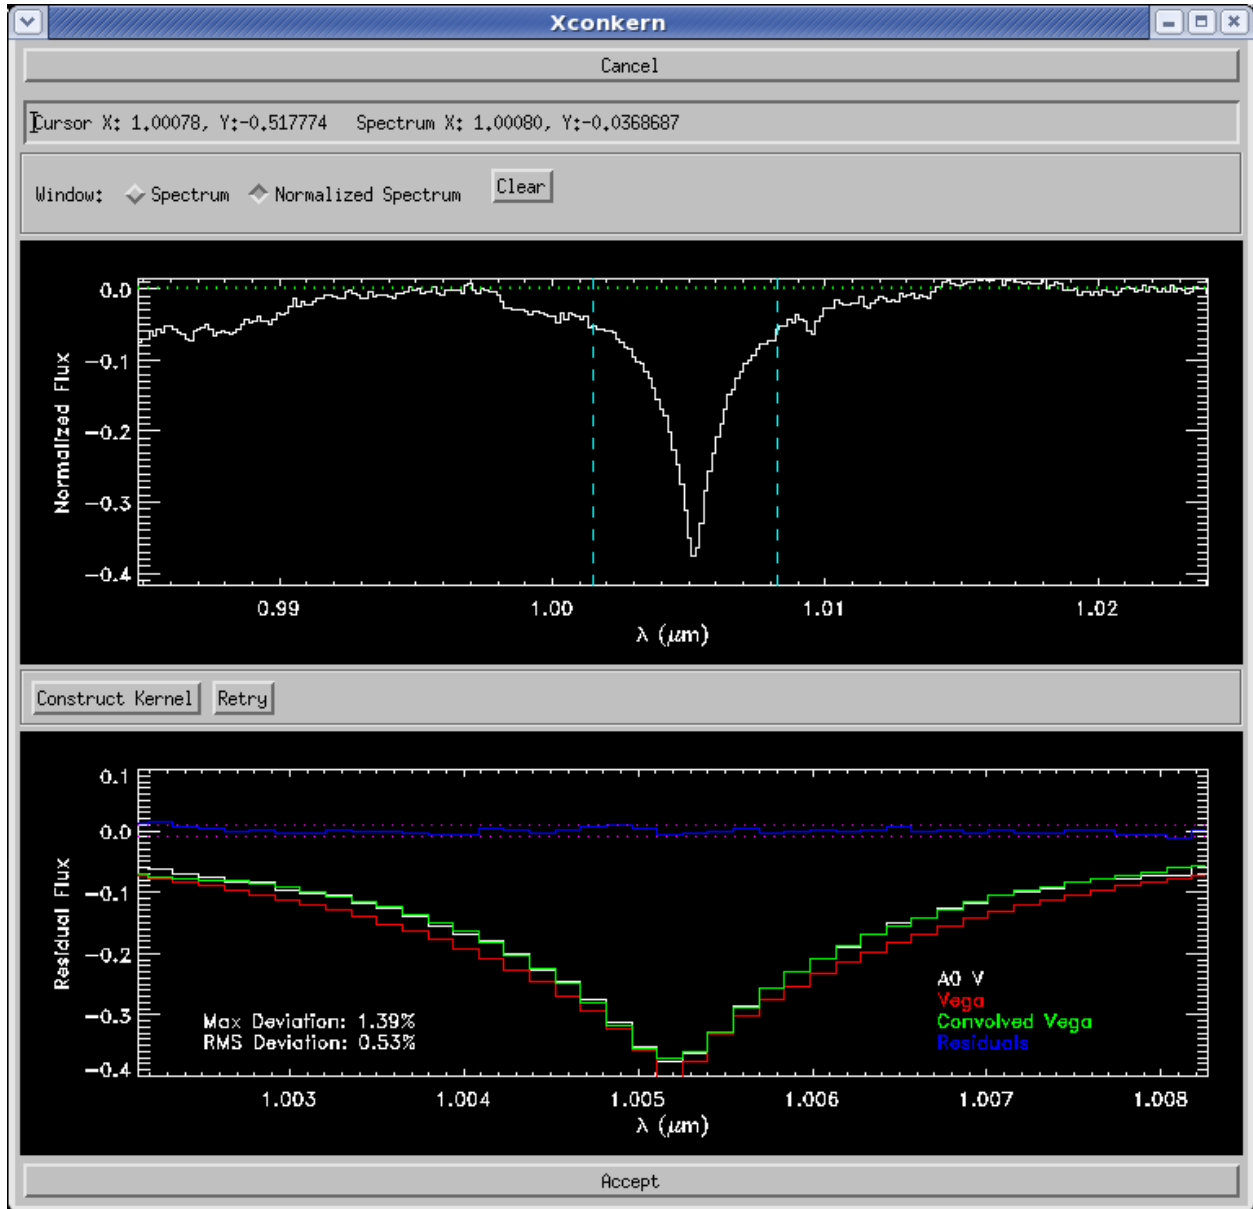 Xconkern
Cancel
Cursor X: 1.00078, Y:-0.517774 Spectrum X: 1.00080, Y:-0.0368687
Window: Spectrum Normalized Spectrum Clear
Normalized Flux
0.0
-0.1
-0.2
-0.3
-0.4
0.99 1.00 1.01 1.02
λ (μm)
Construct Kernel Retry
Residual Flux
0.1
0.0
-0.1
-0.2
-0.3
-0.4
Max Deviation: 1.39%
RMS Deviation: 0.53%
A0 V
Vega
Convolved Vega
Residuals
1.003 1.004 1.005 1.006 1.007 1.008
λ (μm)
Accept